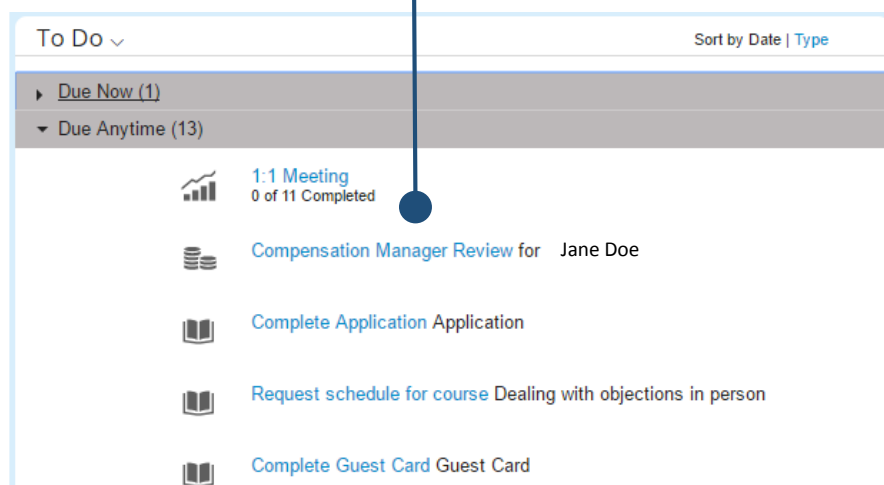 To Do
Sort by Date | Type
Due Now (1)
Due Anytime (13)
1:1 Meeting
0 of 11 Completed
Compensation Manager Review for Jane Doe
Complete Application Application
Request schedule for course Dealing with objections in person
Complete Guest Card Guest Card